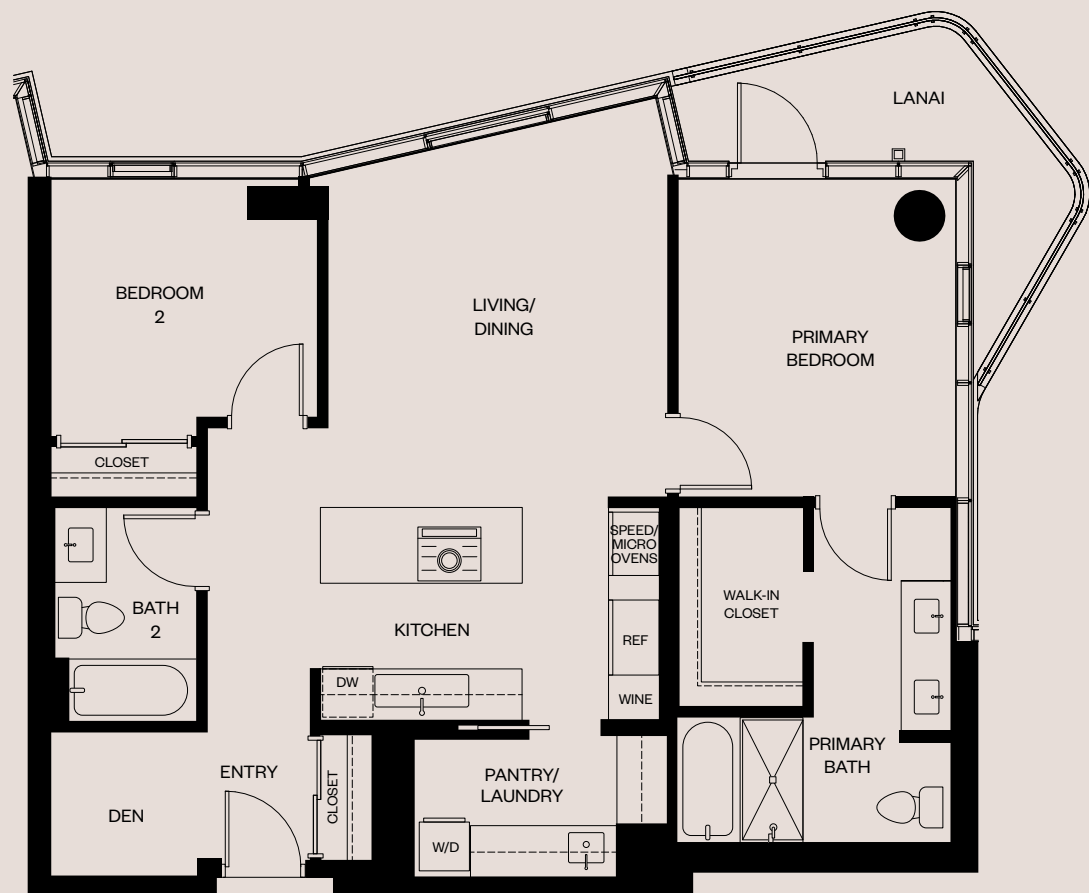 LANAI
BEDROOM
2
LIVING/
DINING
PRIMARY
BEDROOM
CLOSET
SPEED/
MICRO
OVENS
WALK-IN
CLOSET
BATH
2
KITCHEN
REF
DW
WINE
PRIMARY
BATH
ENTRY
CLOSET
PANTRY/
LAUNDRY
DEN
W/D